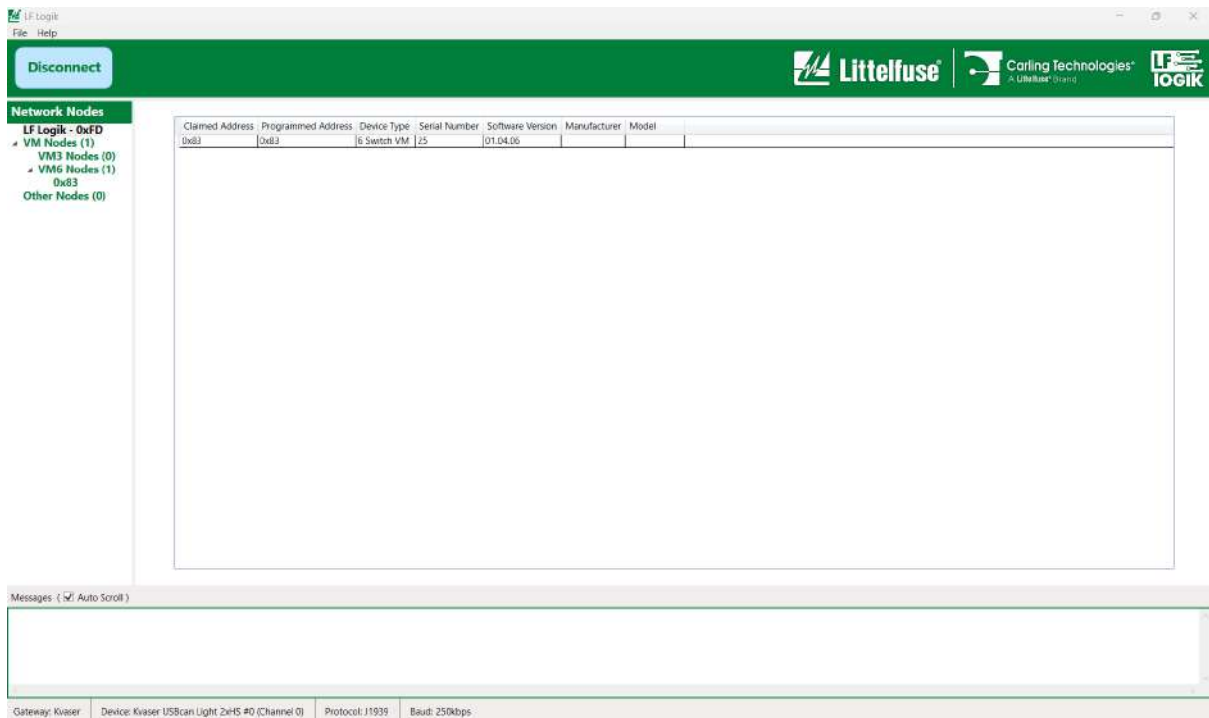 LF Logik
File Help
Disconnect
Littelfuse®
Carling Technologies®
A Littelfuse® Brand
LF
LOGIK
Network Nodes
LF Logik - 0xFD
VM Nodes (1)
VM3 Nodes (0)
VM6 Nodes (1)
0x83
Other Nodes (0)
Claimed Address Programmed Address Device Type Serial Number Software Version Manufacturer Model
0x83 0x83 6 Switch VM 25 01.04.06
Messages ( Auto Scroll )
Gateway: Kvaser Device: Kvaser USBcan Light 2xHS #0 (Channel 0) Protocol: J1939 Baud: 250kbps